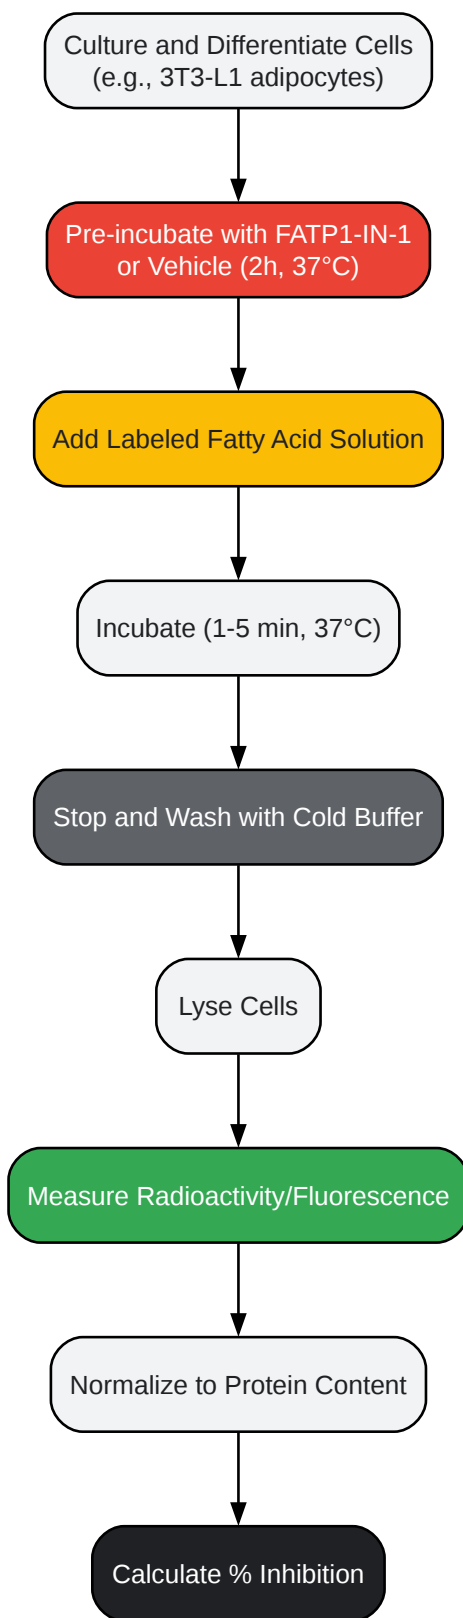 Culture and Differentiate Cells
(e.g., 3T3-L1 adipocytes)
Pre-incubate with FATP1-IN-1
or Vehicle (2h, 37°C)
Add Labeled Fatty Acid Solution
Incubate (1-5 min, 37°C)
Stop and Wash with Cold Buffer
Lyse Cells
Measure Radioactivity/Fluorescence
Normalize to Protein Content
Calculate % Inhibition